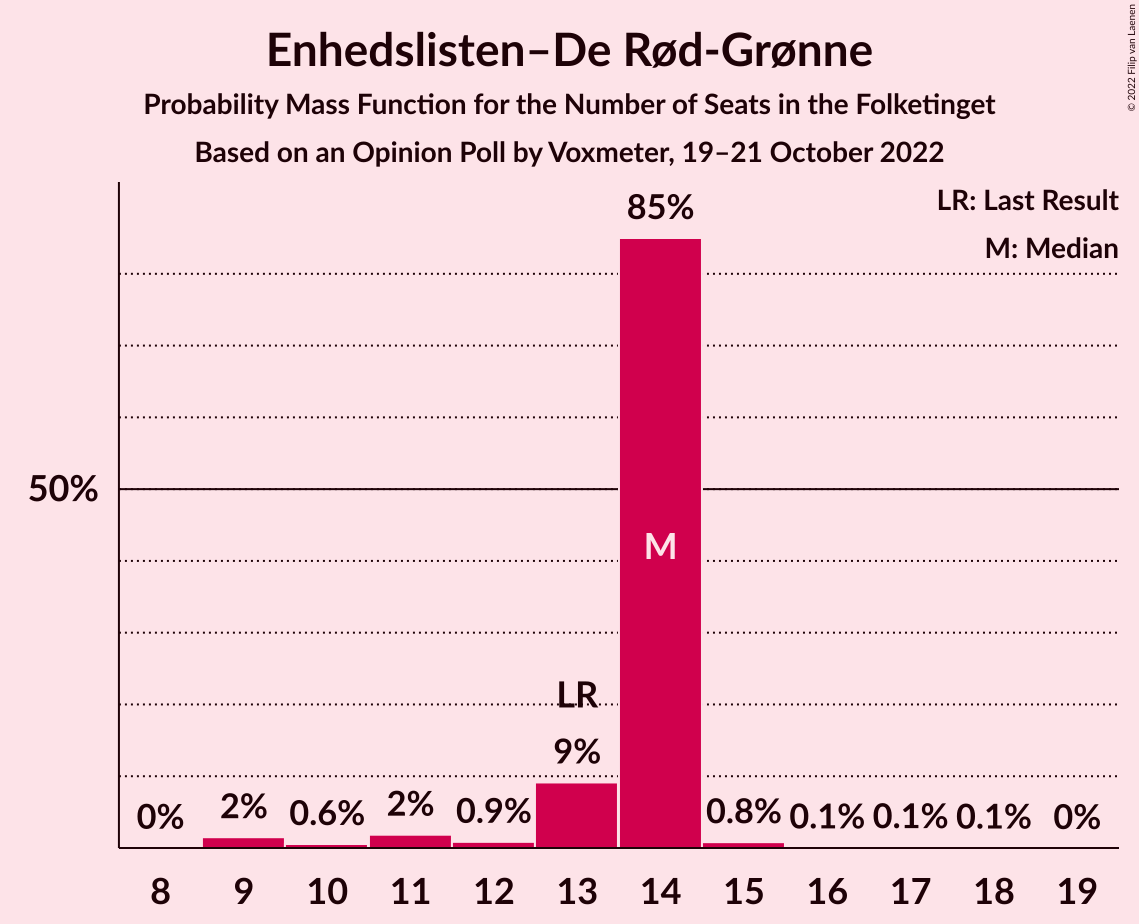 Enhedslisten–De Rød-Grønne
Probability Mass Function for the Number of Seats in the Folketinget
Based on an Opinion Poll by Voxmeter, 19–21 October 2022
© 2022 Filip van Laenen
LR: Last Result
M: Median
85%
50%
M
LR
9%
0% 2% 0.6% 2% 0.9% 0.8% 0.1% 0.1% 0.1% 0%
8 9 10 11 12 13 14 15 16 17 18 19